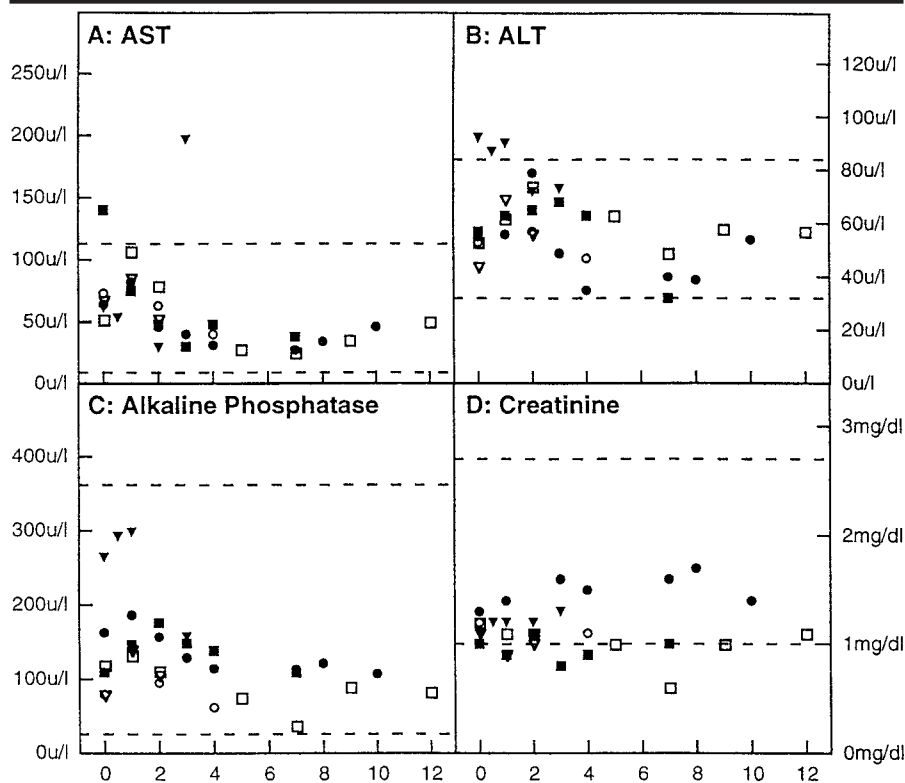 A: AST
B: ALT
250u/l
200u/l
150u/l
100u/l
50u/l
0u/l
120u/l
100u/l
80u/l
60u/l
40u/l
20u/l
0u/l
C: Alkaline Phosphatase
D: Creatinine
400u/l
300u/l
200u/l
100u/l
0u/l
3mg/dl
2mg/dl
1mg/dl
0mg/dl
0 2 4 6 8 10 12
0 2 4 6 8 10 12